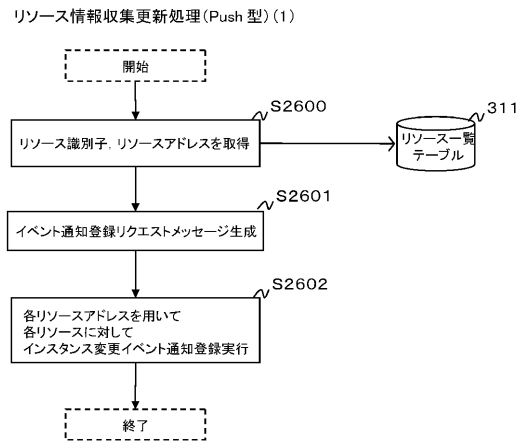 リソース情報収集更新処理(Push 型)(1)
開始
S2600
リソース識別子, リソースアドレスを取得
311
リソース一覧
テーブル
S2601
イベント通知登録リクエストメッセージ生成
S2602
各リソースアドレスを用いて
各リソースに対して
インスタンス変更イベント通知登録実行
終了